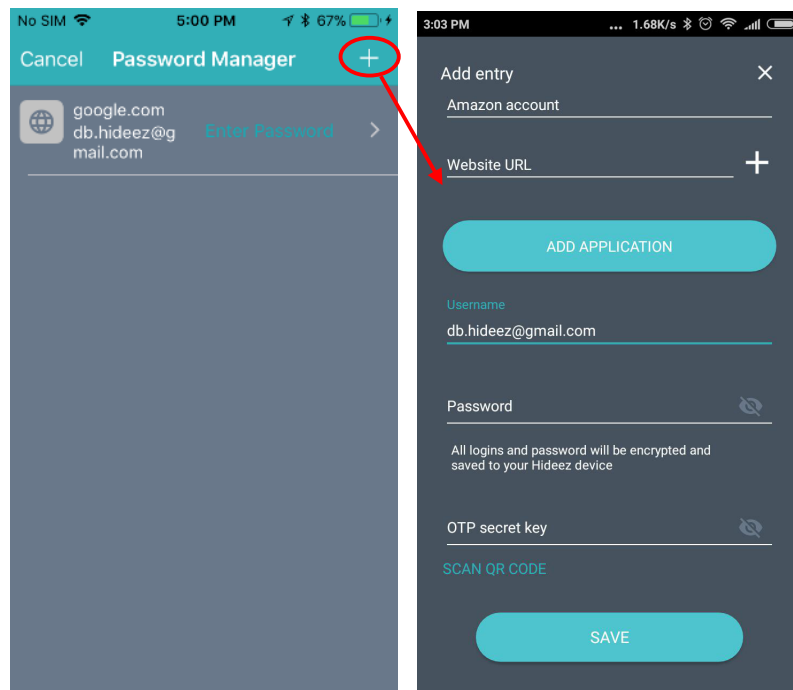 No SIM 5:00 PM 67%
Cancel Password Manager +
google.com
db.hideez@g
mail.com
Enter Password
3:03 PM ... 1.68K/s
Add entry
Amazon account
Website URL
ADD APPLICATION
Username
db.hideez@gmail.com
Password
All logins and password will be encrypted and
saved to your Hideez device
OTP secret key
SCAN QR CODE
SAVE